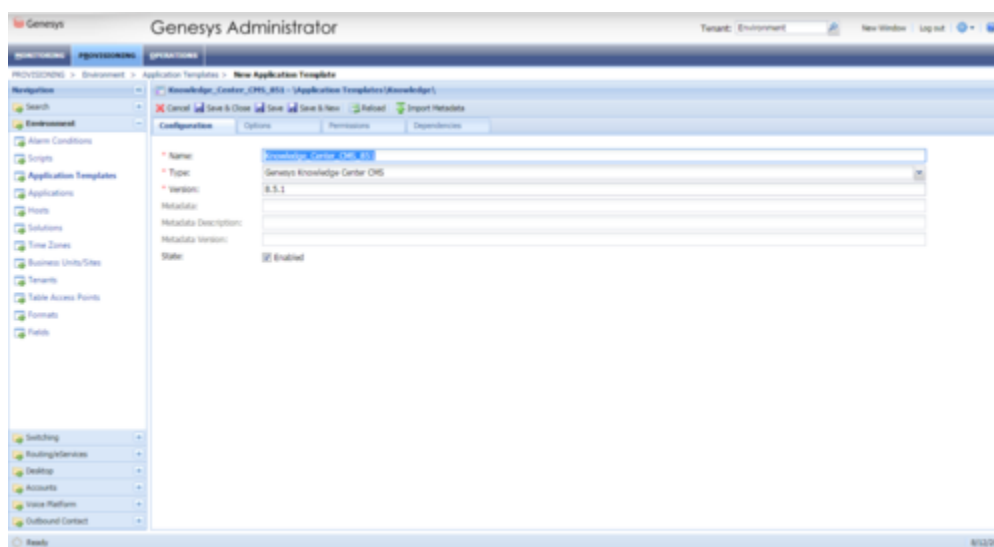 Genesys
Genesys Administrator
Tenant: Environment
New Window | Log out
MONITORING PROVISIONING OPERATIONS
PROVISIONING > Environment > Application Templates > New Application Template
Navigation
Knowledge_Center_CMS_851 - \Application Templates\Knowledge\
Search
Cancel Save & Close Save Save & New Reload Import Metadata
Environment
Configuration Options Permissions Dependencies
Alarm Conditions
Scripts
Application Templates
Applications
Hosts
Solutions
Time Zones
Business Units/Sites
Tenants
Table Access Points
Formats
Fields
* Name: Knowledge_Center_CMS_851
* Type: Genesys Knowledge Center CMS
* Version: 8.5.1
Metadata:
Metadata Description:
Metadata Version:
State: Enabled
Switching
Routing/eServices
Desktop
Accounts
Voice Platform
Outbound Contact
Ready